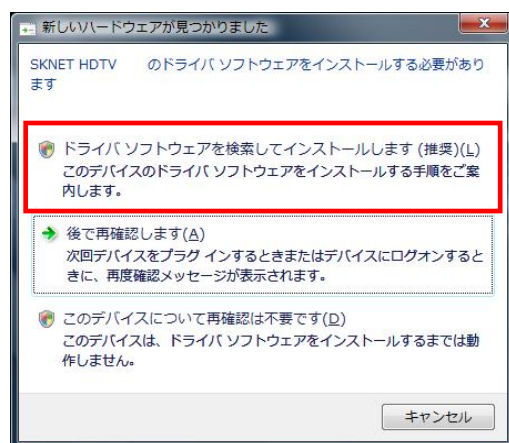 新しいハードウェアが見つかりました
SKNET HDTV のドライバ ソフトウェアをインストールする必要があり
ます
ドライバ ソフトウェアを検索してインストールします (推奨)(L)
このデバイスのドライバ ソフトウェアをインストールする手順をご案
内します。
後で再確認します(A)
次回デバイスをプラグ インするときまたはデバイスにログオンすると
きに、再度確認メッセージが表示されます。
このデバイスについて再確認は不要です(D)
このデバイスは、ドライバ ソフトウェアをインストールするまでは動
作しません。
キャンセル